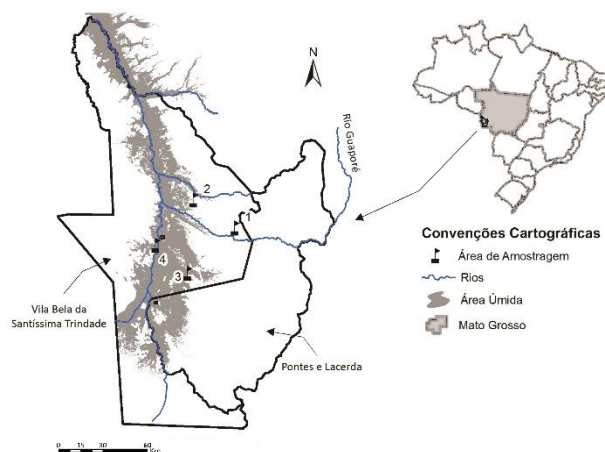 N
Rio Guaporé
2
1
4
3
Vila Bela da
Santíssima Trindade
Pontes e Lacerda
Convenções Cartográficas
Área de Amostragem
Rios
Área Úmida
Mato Grosso
0 15 30 60
Km